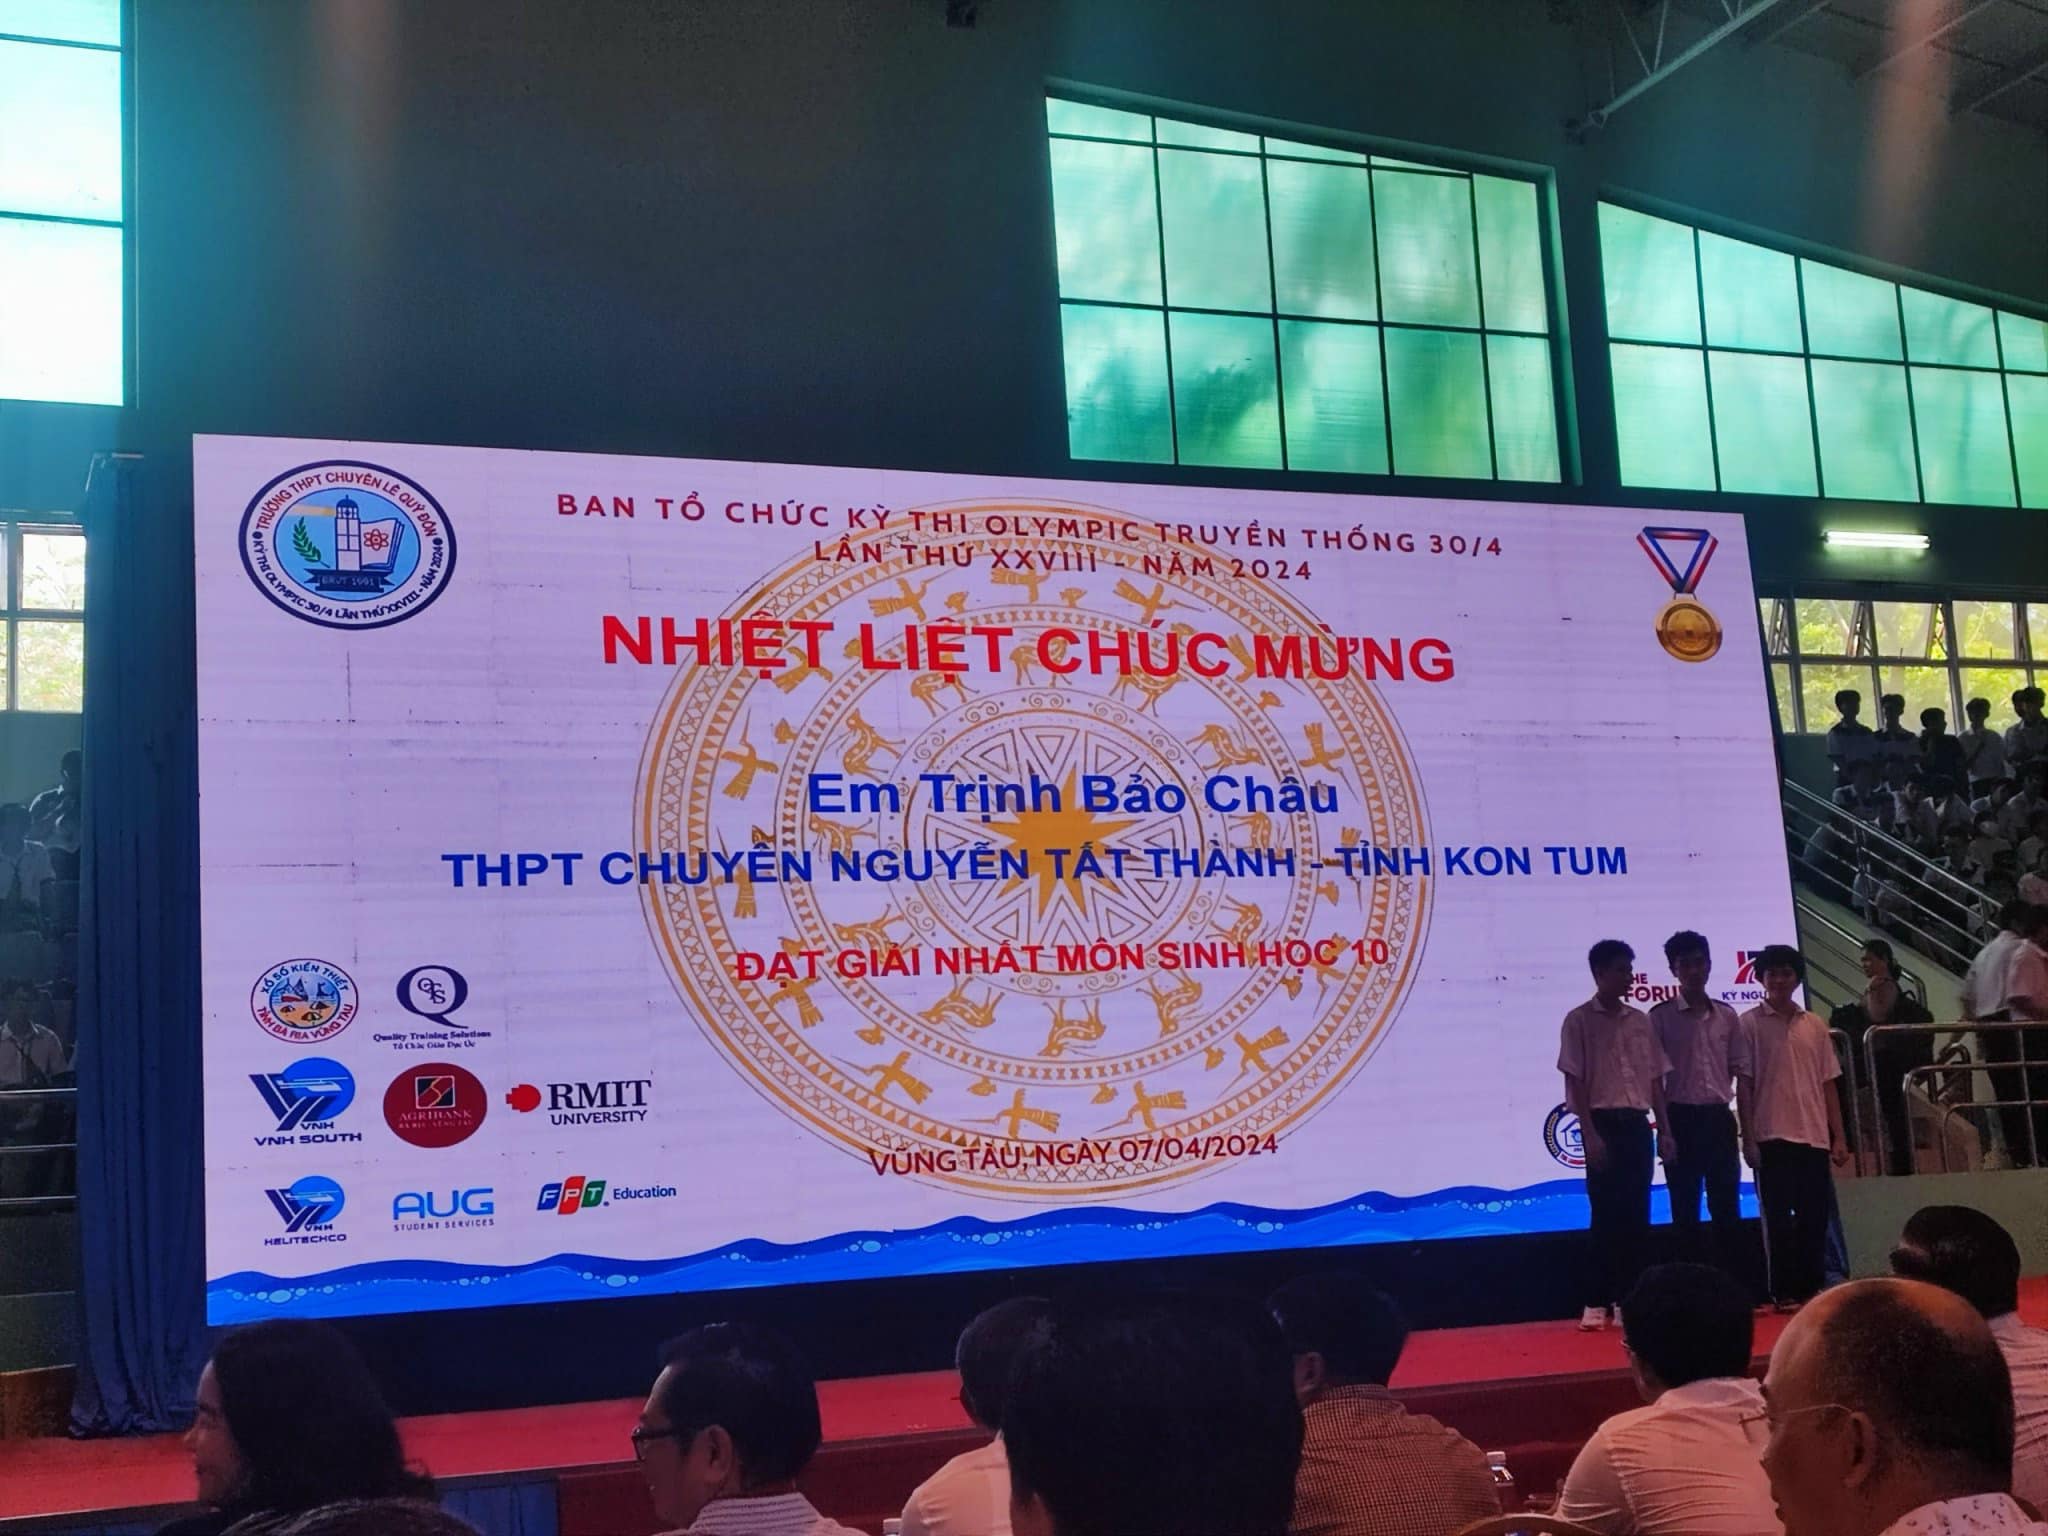 TRƯỜNG THPT CHUYÊN LÊ QUÝ ĐÔN
KỲ THI OLYMPIC 30/4 LẦN THỨ XXVIII - NĂM 2024
BRVT 1991
BAN TỔ CHỨC KỲ THI OLYMPIC TRUYỀN THỐNG 30/4
LẦN THỨ XXVIII - NĂM 2024
NHIỆT LIỆT CHÚC MỪNG
Em Trịnh Bảo Châu
THPT CHUYÊN NGUYỄN TẤT THÀNH - TỈNH KON TUM
ĐẠT GIẢI NHẤT MÔN SINH HỌC 10
VŨNG TÀU, NGÀY 07/04/2024
XỔ SỐ KIẾN THIẾT
TỈNH BÀ RỊA VŨNG TÀU
QTS
Quality Training Solutions
Tổ Chức Giáo Dục Úc
VNH
VNH SOUTH
AGRIBANK
BÀ RỊA - VŨNG TÀU
RMIT
UNIVERSITY
VNH
HELITECHCO
AUG
STUDENT SERVICES
FPT Education
FORU
KỶ NGU